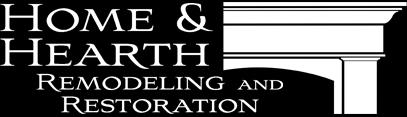 Home &
Hearth
Remodeling and
Restoration